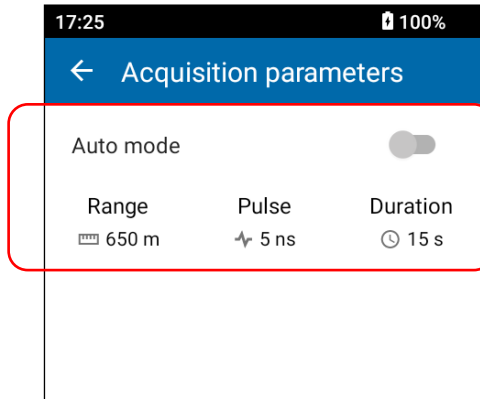 17:25 100%
Acquisition parameters
Auto mode
Range Pulse Duration
650 m 5 ns 15 s